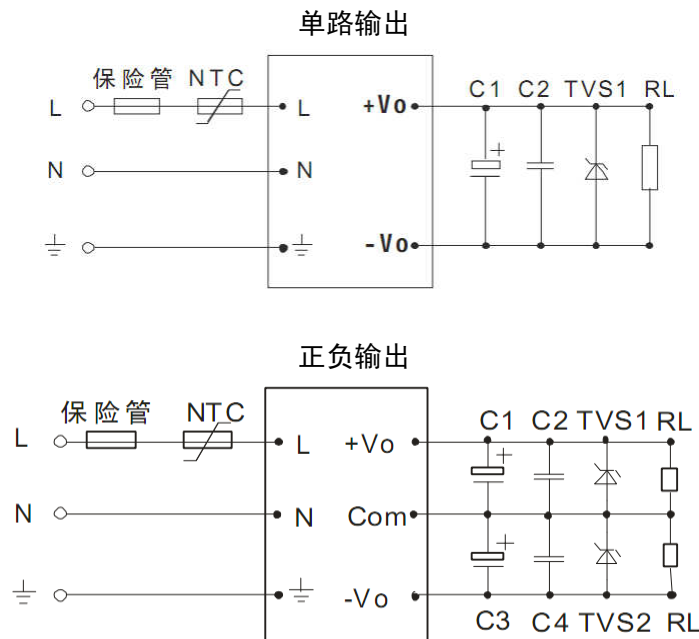 单路输出
保险管 NTC C1 C2 TVS1 RL
L L +Vo
+
N N
-Vo
正负输出
保险管 NTC C1 C2 TVS1 RL
L L +Vo
+
N N Com
+
-Vo
C3 C4 TVS2 RL